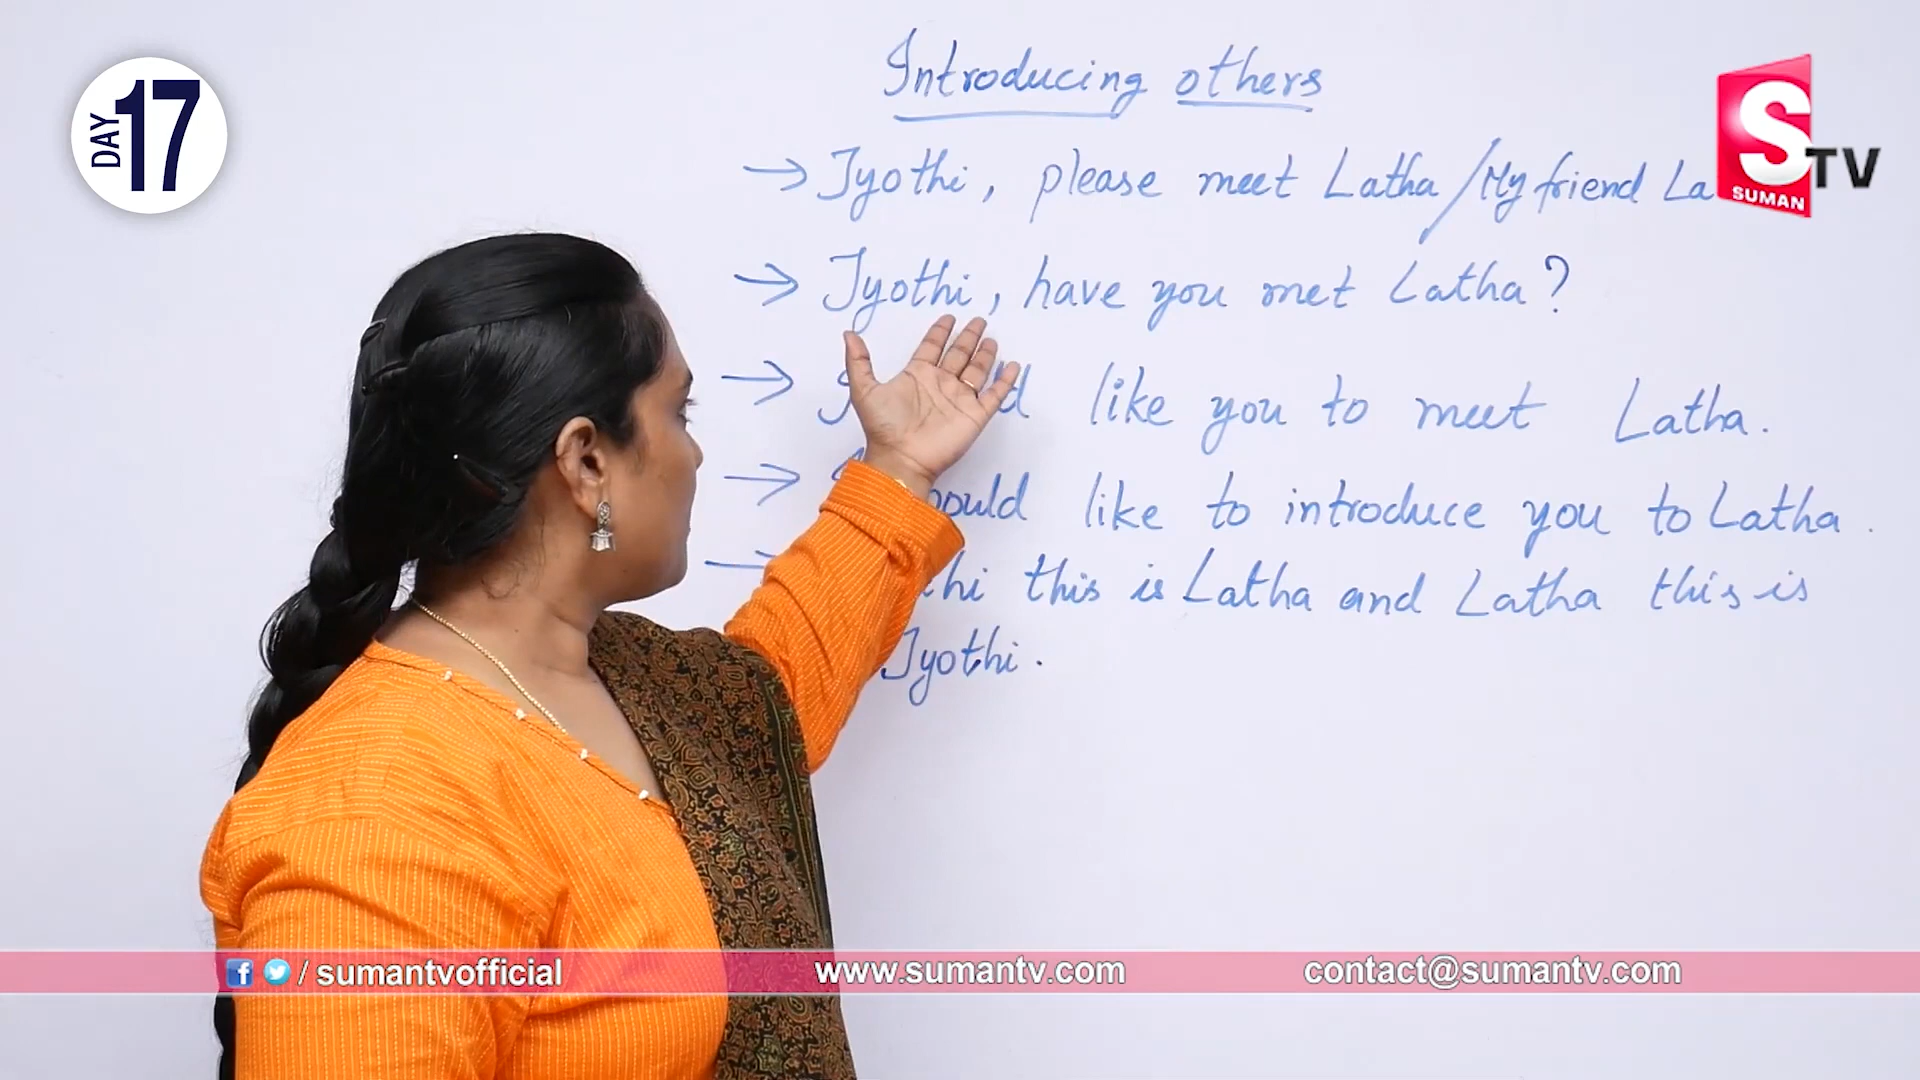 DAY 17
Introducing others
S TV
SUMAN
→ Jyothi, please meet Latha / My friend La
→ Jyothi, have you met Latha?
→ like you to meet Latha.
→ like to introduce you to Latha.
this is Latha and Latha this is
Jyothi.
/ sumantvofficial
www.sumantv.com
contact@sumantv.com